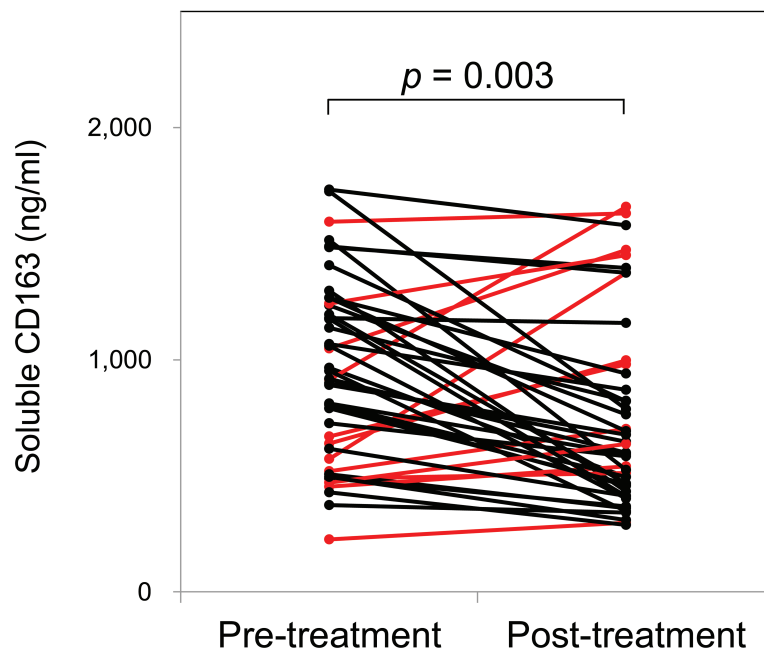 p = 0.003
2,000
1,000
0
Soluble CD163 (ng/ml)
Pre-treatment
Post-treatment